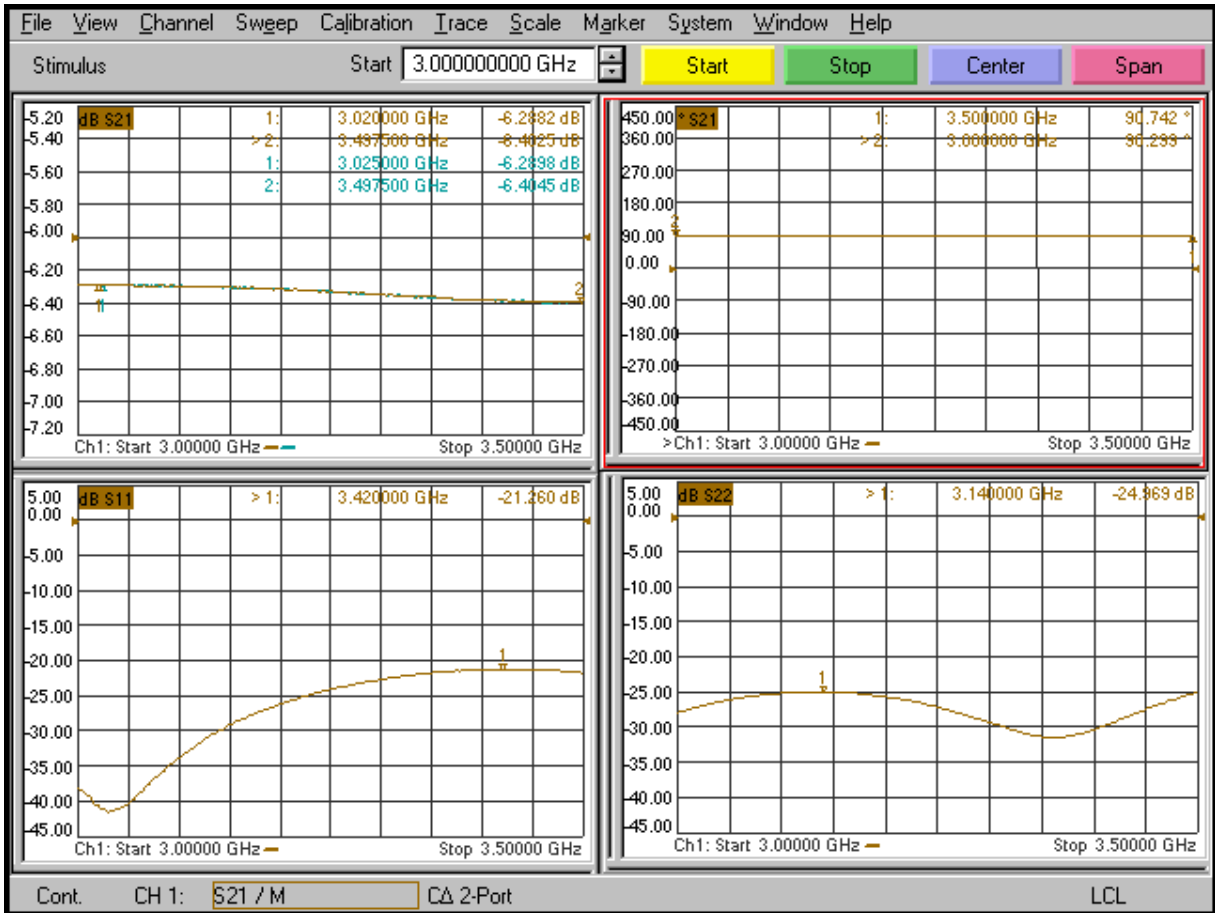 File View Channel Sweep Calibration Trace Scale Marker System Window Help
Stimulus Start 3.000000000 GHz Start Stop Center Span
dB S21
1: 3.020000 GHz -6.2882 dB
> 2: 3.497500 GHz -6.4025 dB
1: 3.025000 GHz -6.2898 dB
2: 3.497500 GHz -6.4045 dB
-5.20
-5.40
-5.60
-5.80
-6.00
-6.20
-6.40
-6.60
-6.80
-7.00
-7.20
1
1
2
Ch1: Start 3.00000 GHz Stop 3.50000 GHz
° S21
1: 3.500000 GHz 90.742 °
> 2: 3.000000 GHz 90.299 °
450.00
360.00
270.00
180.00
90.00
0.00
-90.00
-180.00
-270.00
-360.00
-450.00
2
1
>Ch1: Start 3.00000 GHz Stop 3.50000 GHz
dB S11
> 1: 3.420000 GHz -21.260 dB
5.00
0.00
-5.00
-10.00
-15.00
-20.00
-25.00
-30.00
-35.00
-40.00
-45.00
1
Ch1: Start 3.00000 GHz Stop 3.50000 GHz
dB S22
> 1: 3.140000 GHz -24.969 dB
5.00
0.00
-5.00
-10.00
-15.00
-20.00
-25.00
-30.00
-35.00
-40.00
-45.00
1
Ch1: Start 3.00000 GHz Stop 3.50000 GHz
Cont. CH 1: S21 / M CΔ 2-Port LCL